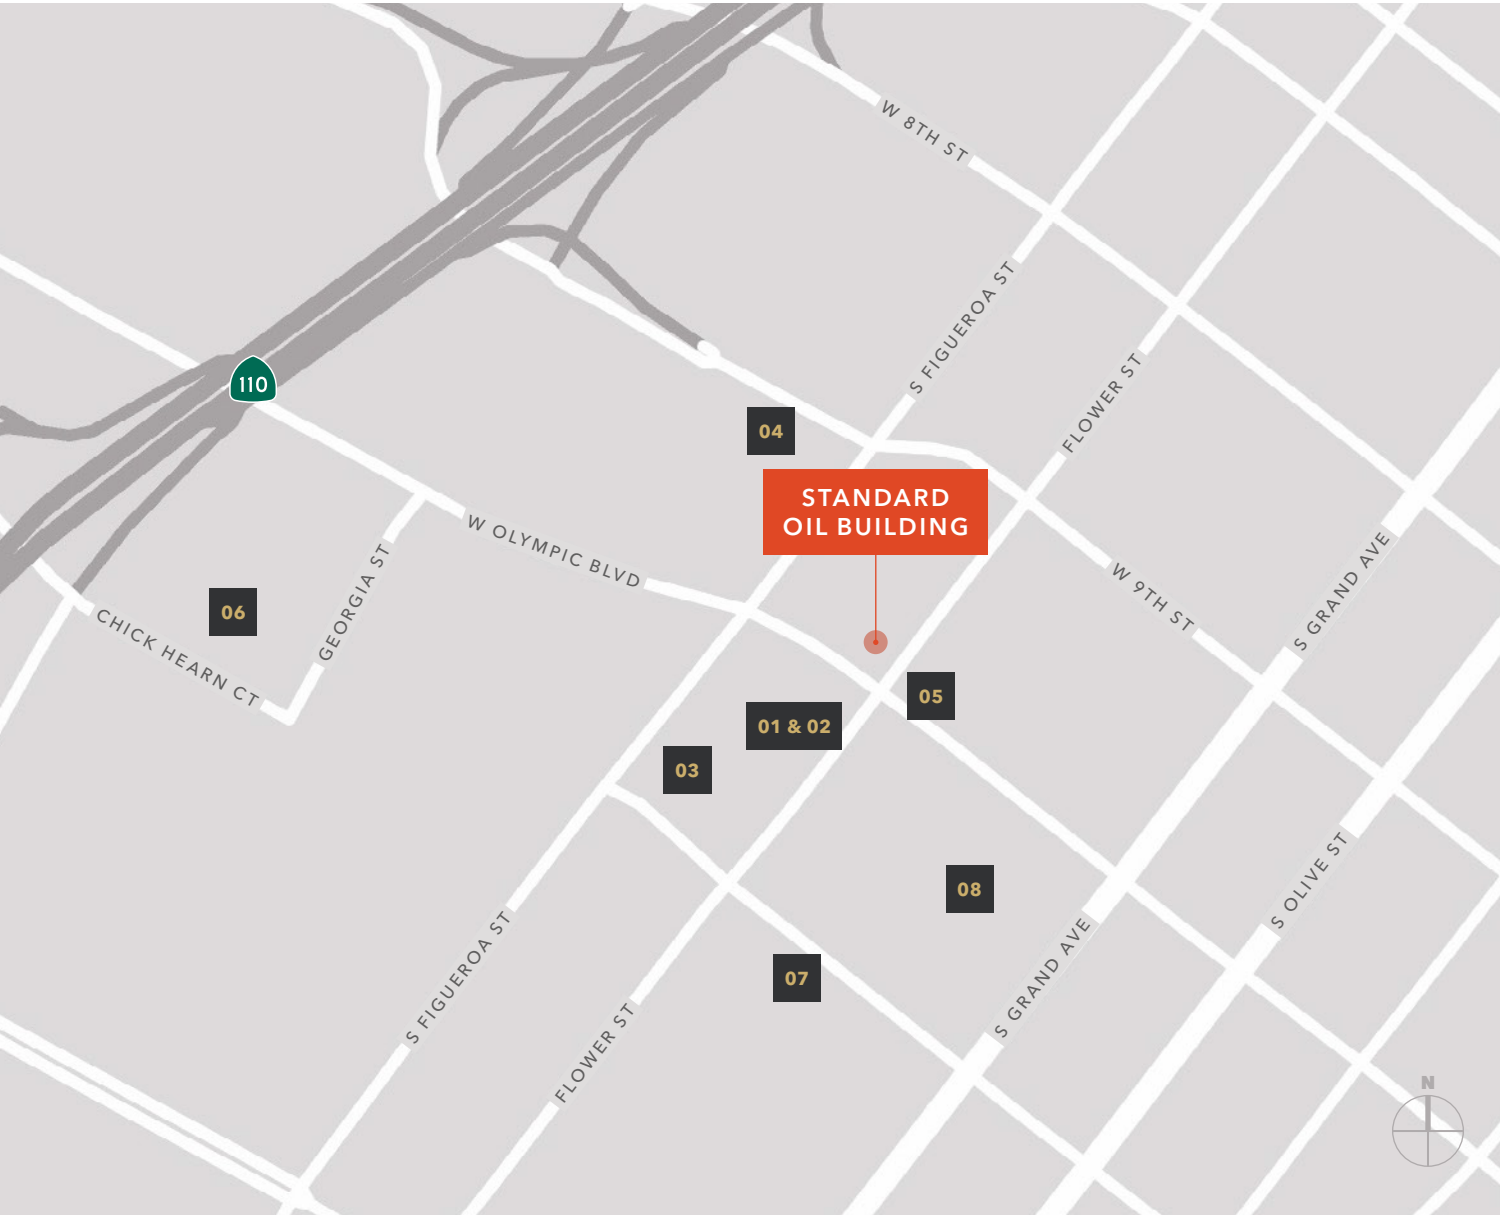 W 8TH ST
S FIGUEROA ST
FLOWER ST
110
04
STANDARD
OIL BUILDING
W OLYMPIC BLVD
GEORGIA ST
W 9TH ST
S GRAND AVE
06
CHICK HEARN CT
05
01 & 02
03
08
S OLIVE ST
S FIGUEROA ST
S GRAND AVE
07
FLOWER ST
N